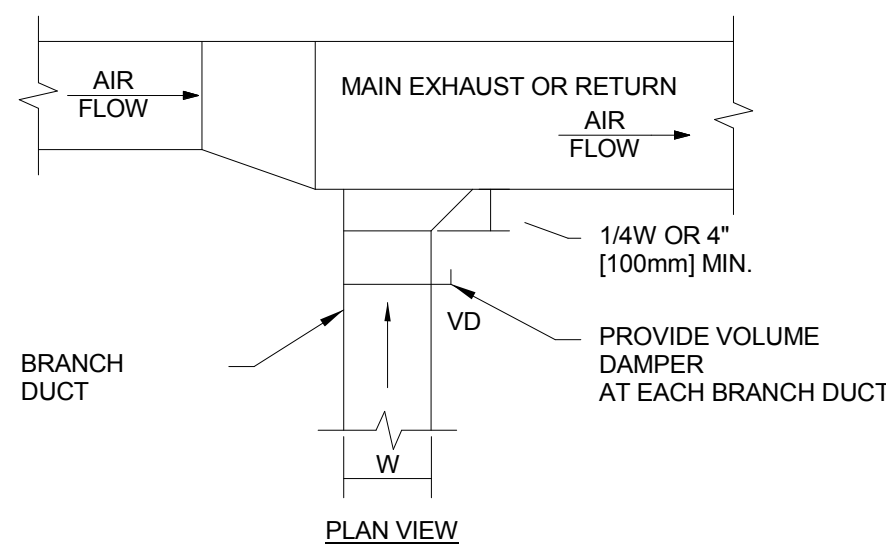 AIR
FLOW
MAIN EXHAUST OR RETURN
AIR
FLOW
1/4W OR 4"
[100mm] MIN.
VD
PROVIDE VOLUME
DAMPER
AT EACH BRANCH DUCT
BRANCH
DUCT
W
PLAN VIEW